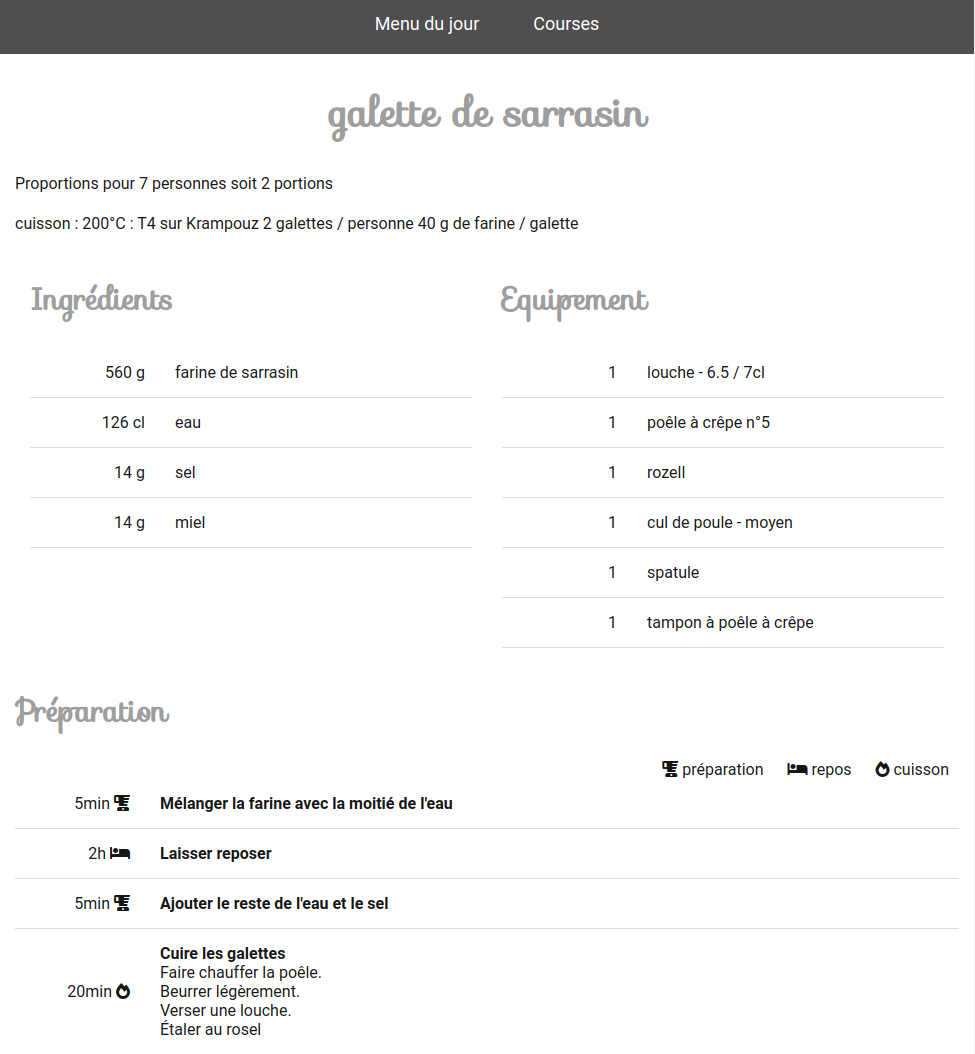 Menu du jour Courses
galette de sarrasin
Proportions pour 7 personnes soit 2 portions
cuisson : 200°C : T4 sur Krampouz 2 galettes / personne 40 g de farine / galette
Ingrédients
560 g farine de sarrasin
126 cl eau
14 g sel
14 g miel
Equipement
1 louche - 6.5 / 7cl
1 poêle à crêpe n°5
1 rozell
1 cul de poule - moyen
1 spatule
1 tampon à poêle à crêpe
Préparation
préparation repos cuisson
5min Mélanger la farine avec la moitié de l'eau
2h Laisser reposer
5min Ajouter le reste de l'eau et le sel
20min Cuire les galettes
Faire chauffer la poêle.
Beurrer légèrement.
Verser une louche.
Étaler au rosel